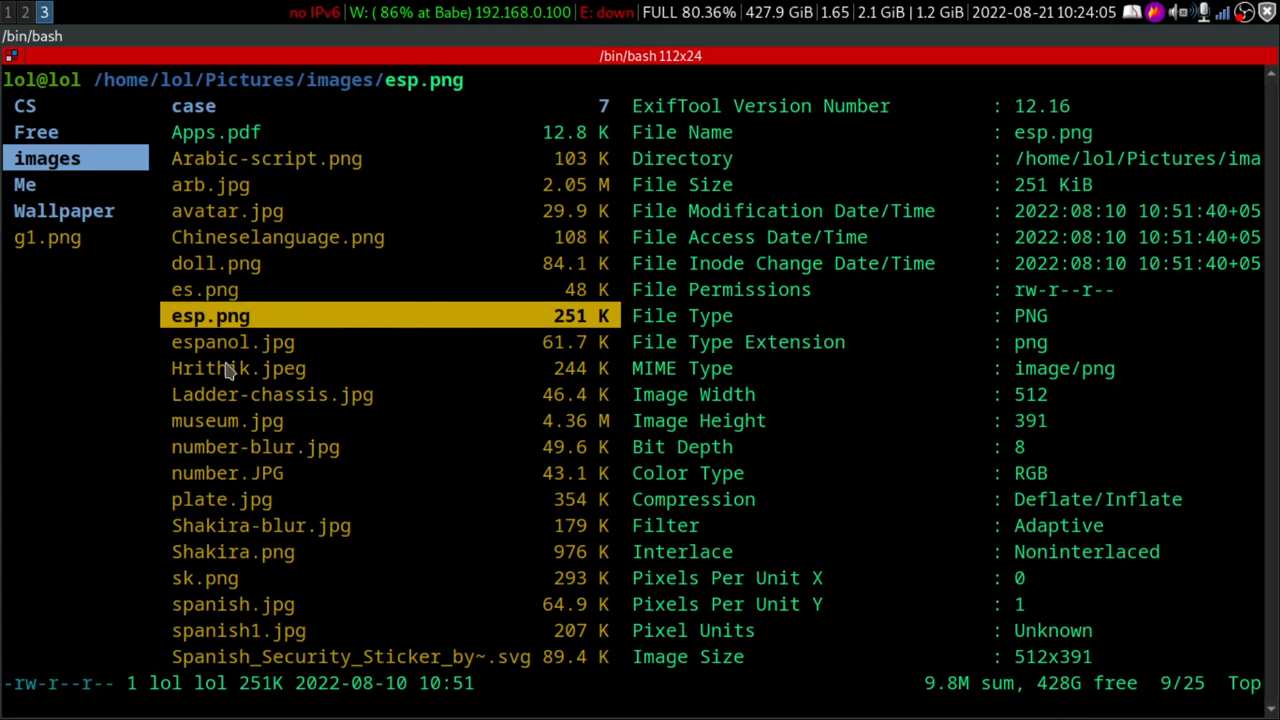 1 2 3 no IPv6 | W: ( 86% at Babe) 192.168.0.100 | E: down | FULL 80.36% | 427.9 GiB | 1.65 | 2.1 GiB | 1.2 GiB | 2022-08-21 10:24:05
/bin/bash
/bin/bash 112x24
lol@lol /home/lol/Pictures/images/esp.png
CS case 7 ExifTool Version Number : 12.16
Free Apps.pdf 12.8 K File Name : esp.png
images Arabic-script.png 103 K Directory : /home/lol/Pictures/ima
Me arb.jpg 2.05 M File Size : 251 KiB
Wallpaper avatar.jpg 29.9 K File Modification Date/Time : 2022:08:10 10:51:40+05
g1.png Chineselanguage.png 108 K File Access Date/Time : 2022:08:10 10:51:40+05
doll.png 84.1 K File Inode Change Date/Time : 2022:08:10 10:51:40+05
es.png 48 K File Permissions : rw-r--r--
esp.png 251 K File Type : PNG
espanol.jpg 61.7 K File Type Extension : png
Hrithik.jpeg 244 K MIME Type : image/png
Ladder-chassis.jpg 46.4 K Image Width : 512
museum.jpg 4.36 M Image Height : 391
number-blur.jpg 49.6 K Bit Depth : 8
number.JPG 43.1 K Color Type : RGB
plate.jpg 354 K Compression : Deflate/Inflate
Shakira-blur.jpg 179 K Filter : Adaptive
Shakira.png 976 K Interlace : Noninterlaced
sk.png 293 K Pixels Per Unit X : 0
spanish.jpg 64.9 K Pixels Per Unit Y : 1
spanish1.jpg 207 K Pixel Units : Unknown
Spanish_Security_Sticker_by~.svg 89.4 K Image Size : 512x391
-rw-r--r-- 1 lol lol 251K 2022-08-10 10:51 9.8M sum, 428G free 9/25 Top